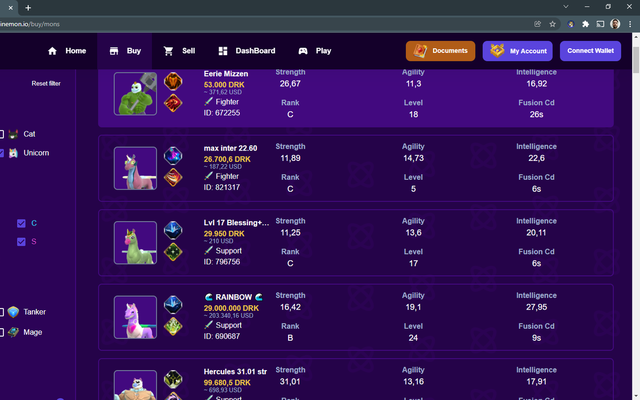 inemon.io/buy/mons
Home
Buy
Sell
DashBoard
Play
Documents
My Account
Connect Wallet
Reset filter
Cat
Unicorn
C
S
Tanker
Mage
Eerie Mizzen
53.000 DRK
~ 371,62 USD
Fighter
ID: 672255
Strength
26,67
Rank
C
Agility
11,3
Level
18
Intelligence
16,92
Fusion Cd
26s
max inter 22.60
26.700,6 DRK
~ 187,22 USD
Fighter
ID: 821317
Strength
11,89
Rank
C
Agility
14,73
Level
5
Intelligence
22,6
Fusion Cd
6s
Lvl 17 Blessing+...
29.950 DRK
~ 210 USD
Support
ID: 796756
Strength
11,25
Rank
C
Agility
13,6
Level
17
Intelligence
20,11
Fusion Cd
6s
RAINBOW
29.000.000 DRK
~ 203.340,16 USD
Support
ID: 690687
Strength
16,42
Rank
B
Agility
19,1
Level
24
Intelligence
27,95
Fusion Cd
9s
Hercules 31.01 str
99.680,5 DRK
~ 698,93 USD
Support
Strength
31,01
Rank
Agility
13,16
Level
Intelligence
17,91
Fusion Cd